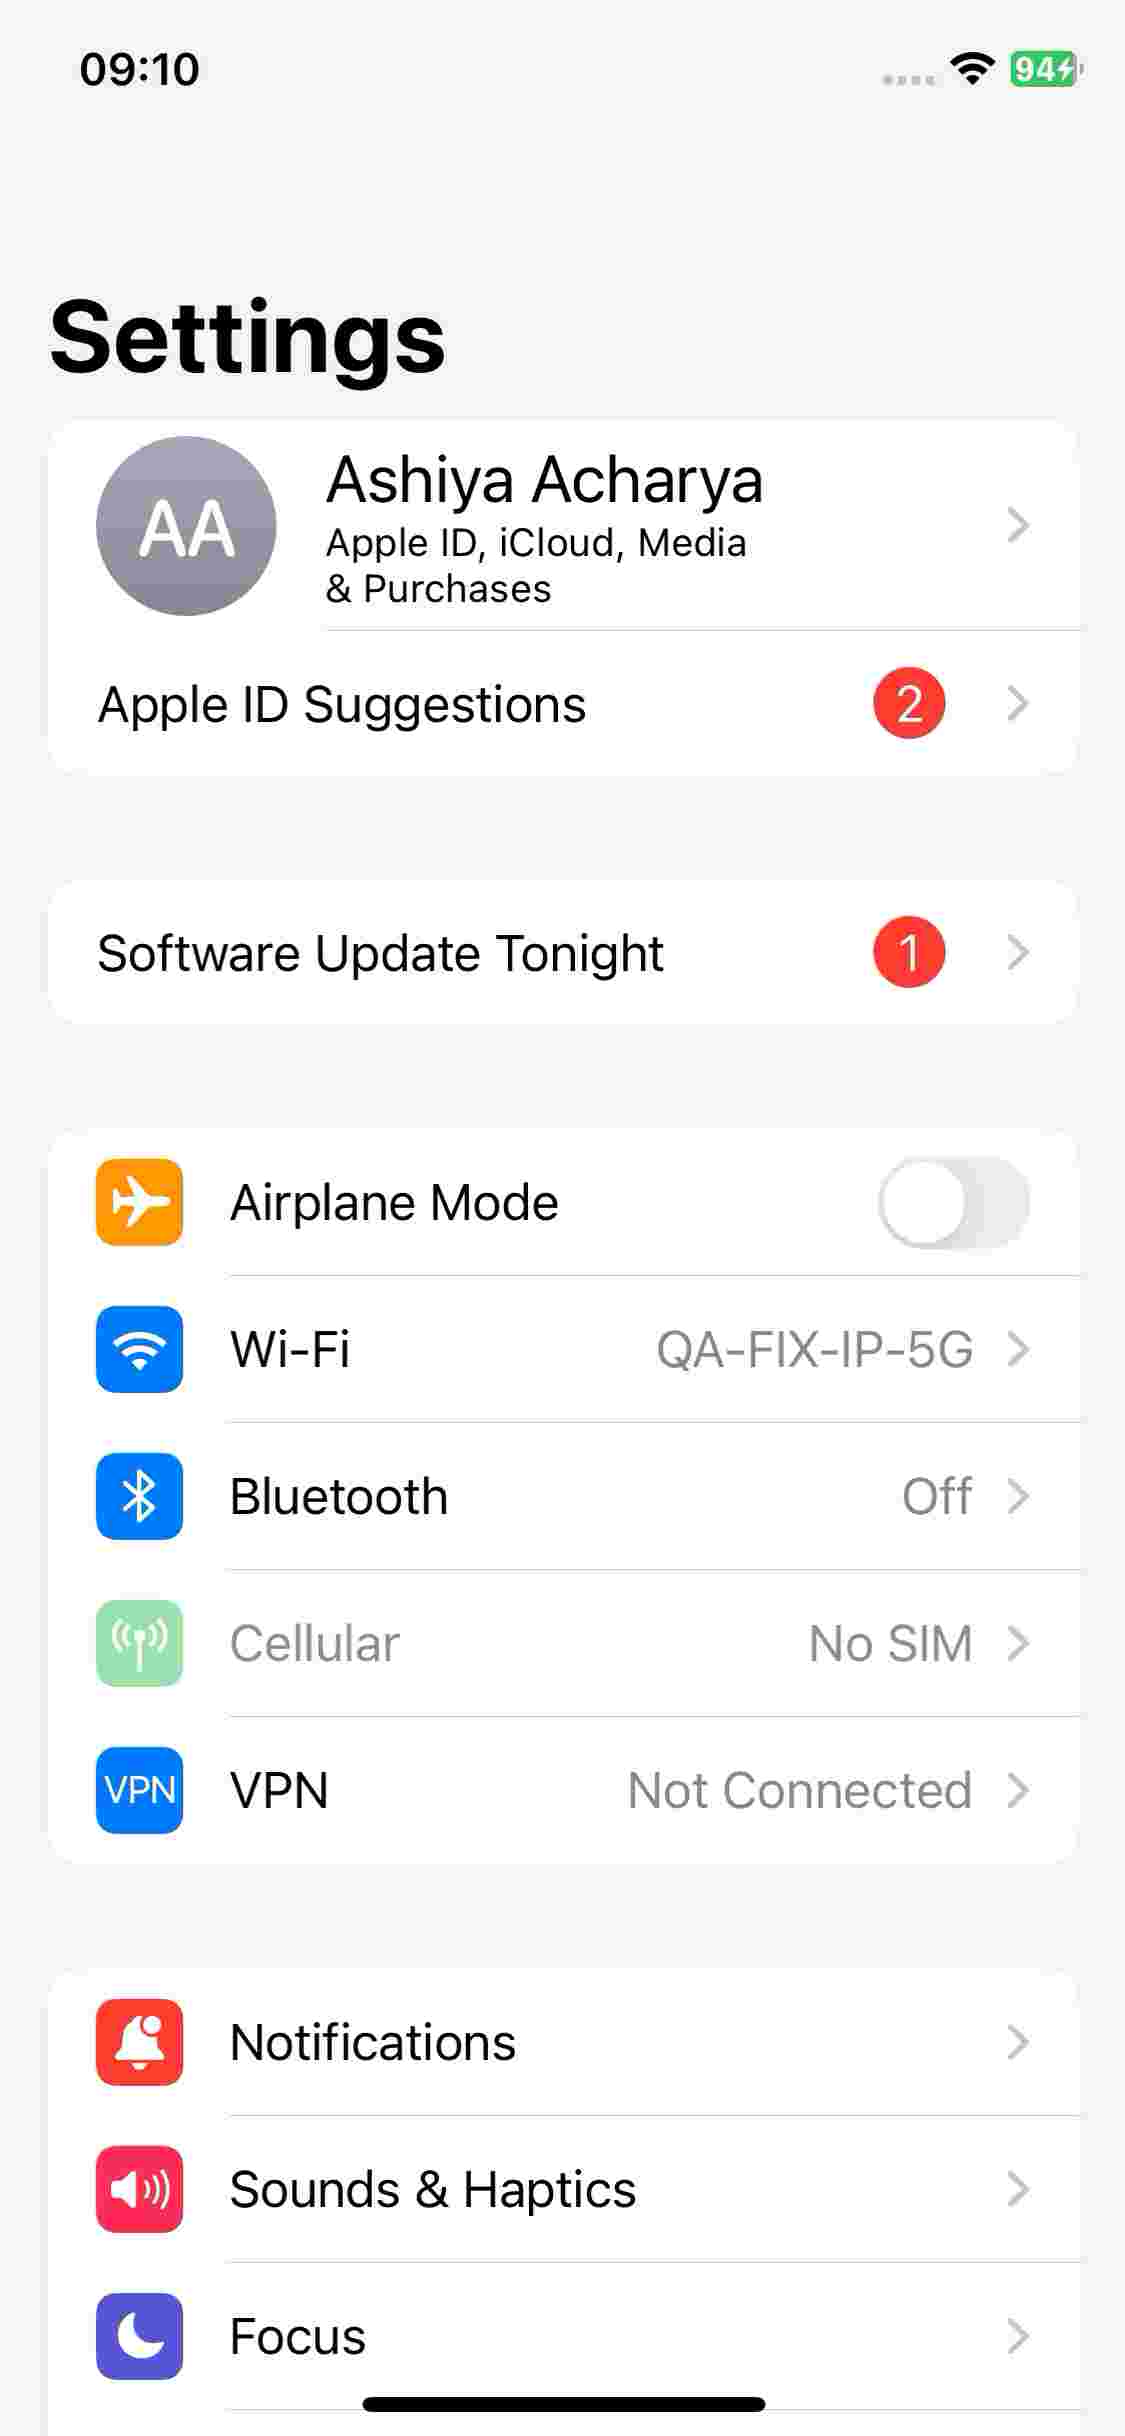 09:10
94
Settings
AA
Ashiya Acharya
Apple ID, iCloud, Media
& Purchases
Apple ID Suggestions 2
Software Update Tonight 1
Airplane Mode
Wi-Fi QA-FIX-IP-5G
Bluetooth Off
Cellular No SIM
VPN VPN Not Connected
Notifications
Sounds & Haptics
Focus